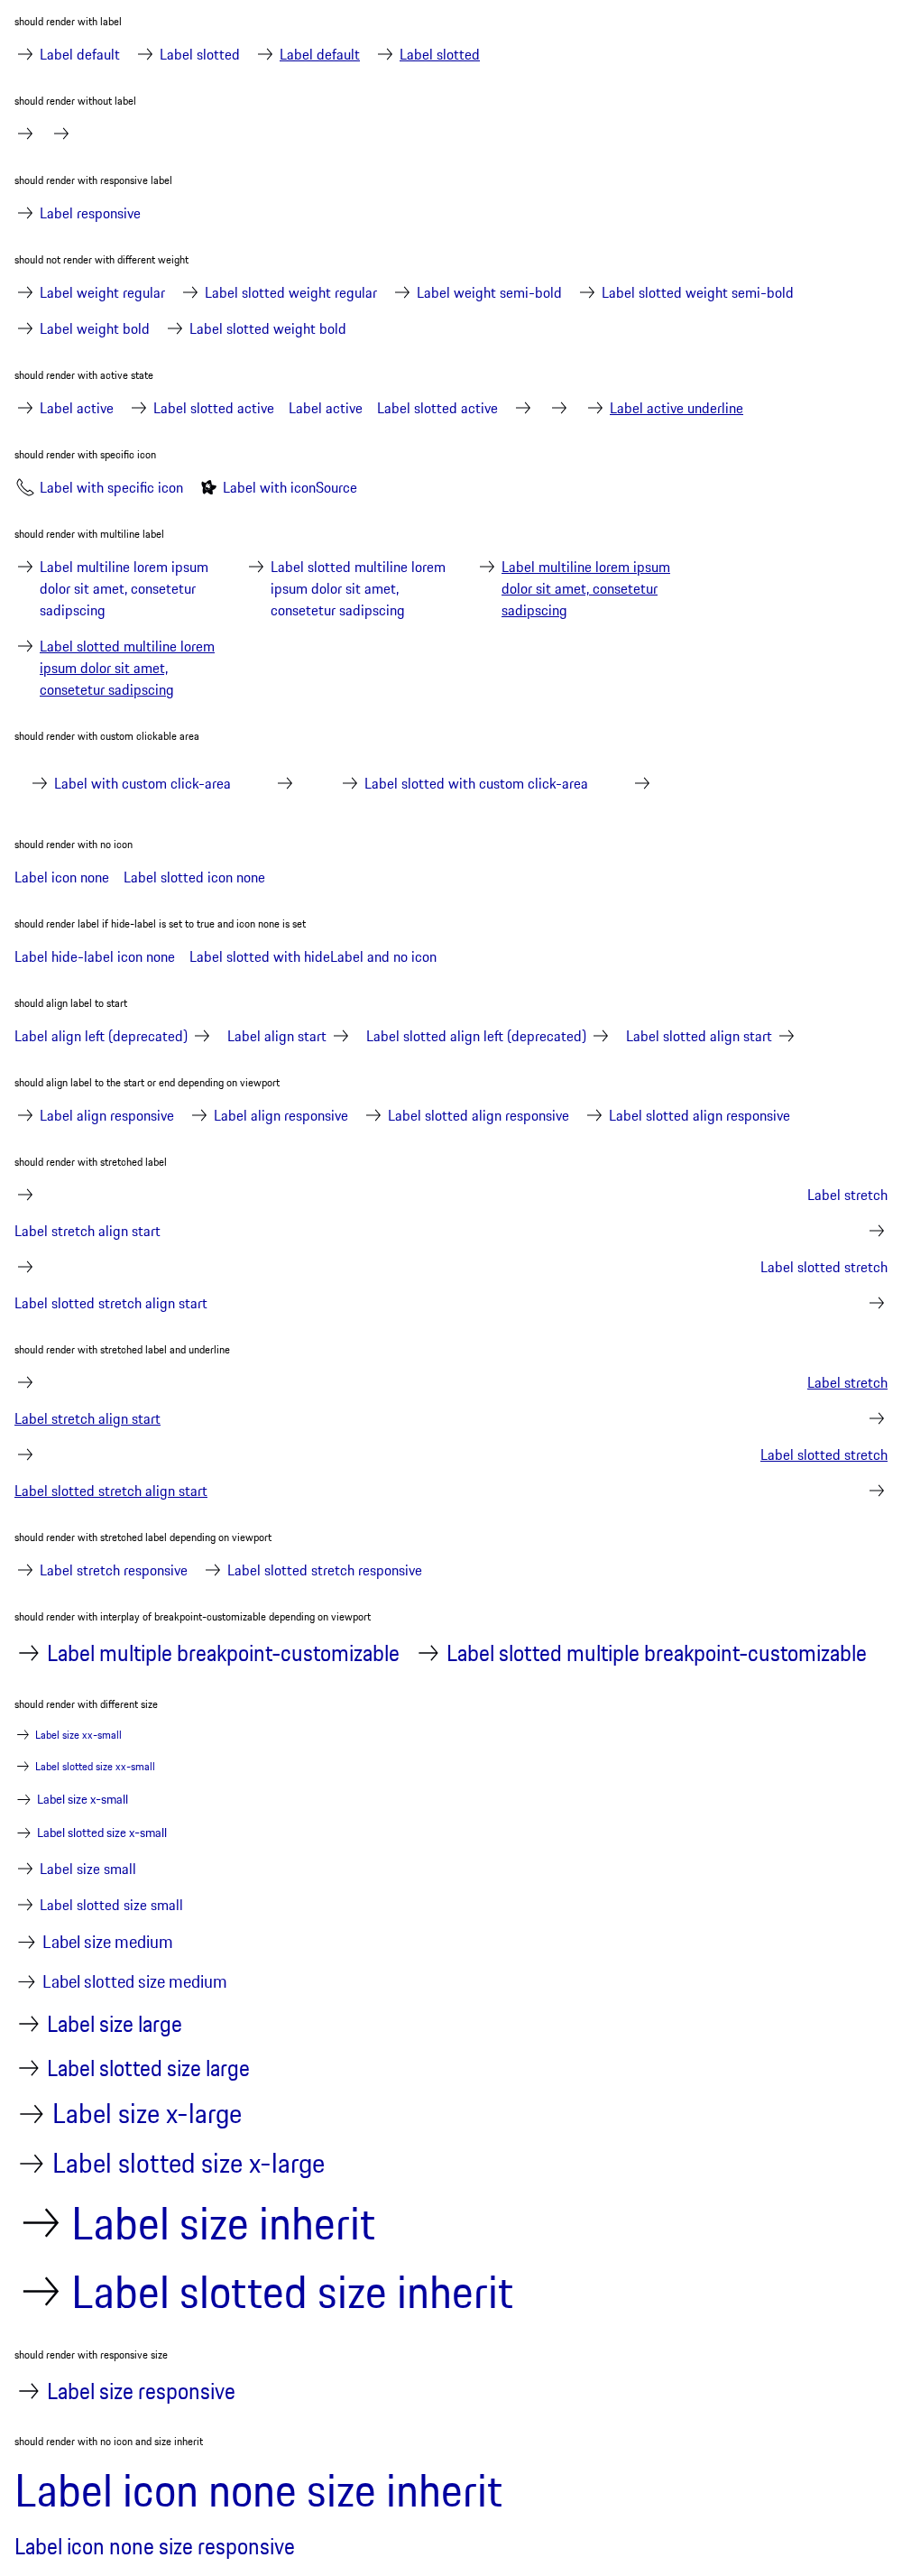 should render with label
Label default Label slotted Label default Label slotted
should render without label
should render with responsive label
Label responsive
should not render with different weight
Label weight regular Label slotted weight regular Label weight semi-bold Label slotted weight semi-bold
Label weight bold Label slotted weight bold
should render with active state
Label active Label slotted active Label active Label slotted active Label active underline
should render with specific icon
Label with specific icon Label with iconSource
should render with multiline label
Label multiline lorem ipsum
dolor sit amet, consetetur
sadipscing
Label slotted multiline lorem
ipsum dolor sit amet,
consetetur sadipscing
Label multiline lorem ipsum
dolor sit amet, consetetur
sadipscing
Label slotted multiline lorem
ipsum dolor sit amet,
consetetur sadipscing
should render with custom clickable area
Label with custom click-area Label slotted with custom click-area
should render with no icon
Label icon none Label slotted icon none
should render label if hide-label is set to true and icon none is set
Label hide-label icon none Label slotted with hideLabel and no icon
should align label to start
Label align left (deprecated) Label align start Label slotted align left (deprecated) Label slotted align start
should align label to the start or end depending on viewport
Label align responsive Label align responsive Label slotted align responsive Label slotted align responsive
should render with stretched label
Label stretch
Label stretch align start
Label slotted stretch
Label slotted stretch align start
should render with stretched label and underline
Label stretch
Label stretch align start
Label slotted stretch
Label slotted stretch align start
should render with stretched label depending on viewport
Label stretch responsive Label slotted stretch responsive
should render with interplay of breakpoint-customizable depending on viewport
Label multiple breakpoint-customizable Label slotted multiple breakpoint-customizable
should render with different size
Label size xx-small
Label slotted size xx-small
Label size x-small
Label slotted size x-small
Label size small
Label slotted size small
Label size medium
Label slotted size medium
Label size large
Label slotted size large
Label size x-large
Label slotted size x-large
Label size inherit
Label slotted size inherit
should render with responsive size
Label size responsive
should render with no icon and size inherit
Label icon none size inherit
Label icon none size responsive